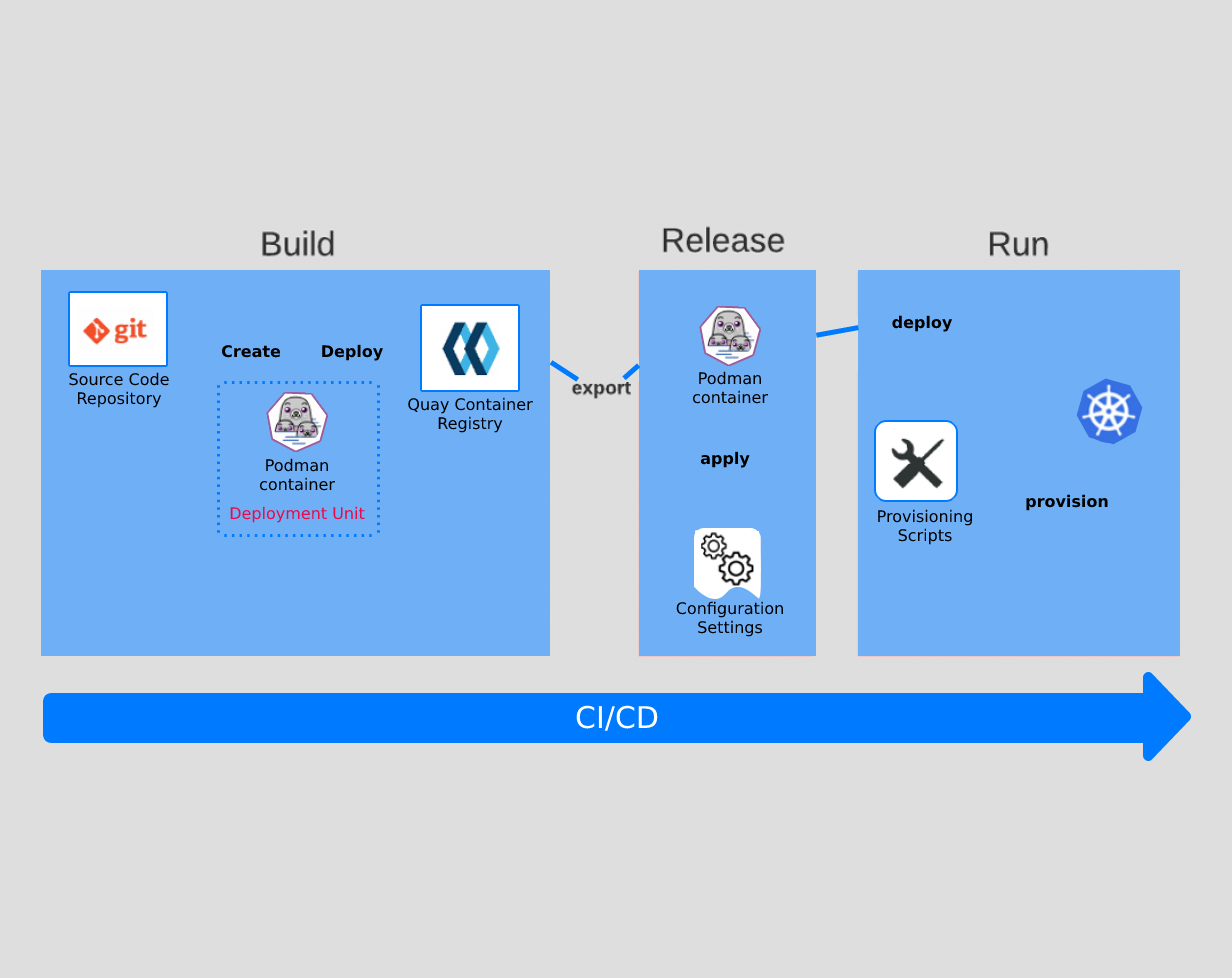 Build
Release
Run
git
Source Code
Repository
Create
Deploy
Podman
container
Deployment Unit
Quay Container
Registry
export
Podman
container
apply
Configuration
Settings
deploy
Provisioning
Scripts
provision
CI/CD